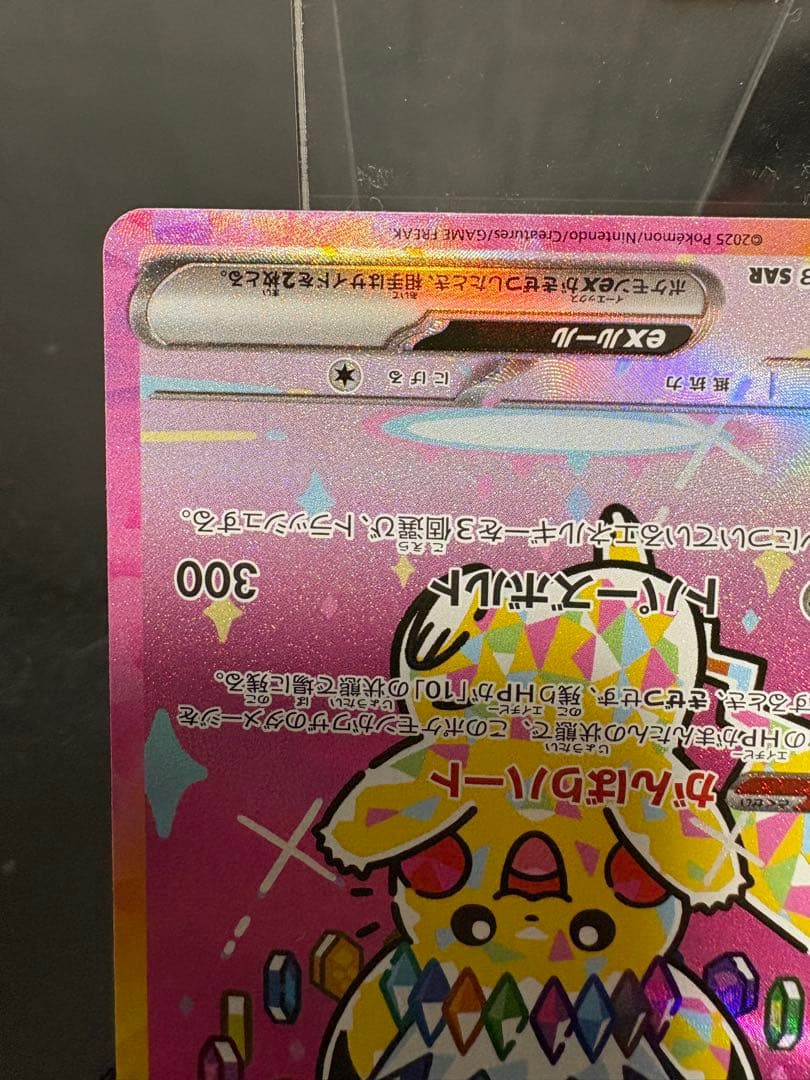 がんばりハート
のHPがまんたんの状態で、このポケモンがワザのダメージを
するとき、きぜつせず、残りHPが「10」の状態で場に残る。
トパーズボルト 300
についているエネルギーを3個選び、トラッシュする。
抵抗力 にげる
exルール
ポケモンexがきぜつしたとき、相手はサイドを2枚とる。
SAR
©2025 Pokémon/Nintendo/Creatures/GAME FREAK.